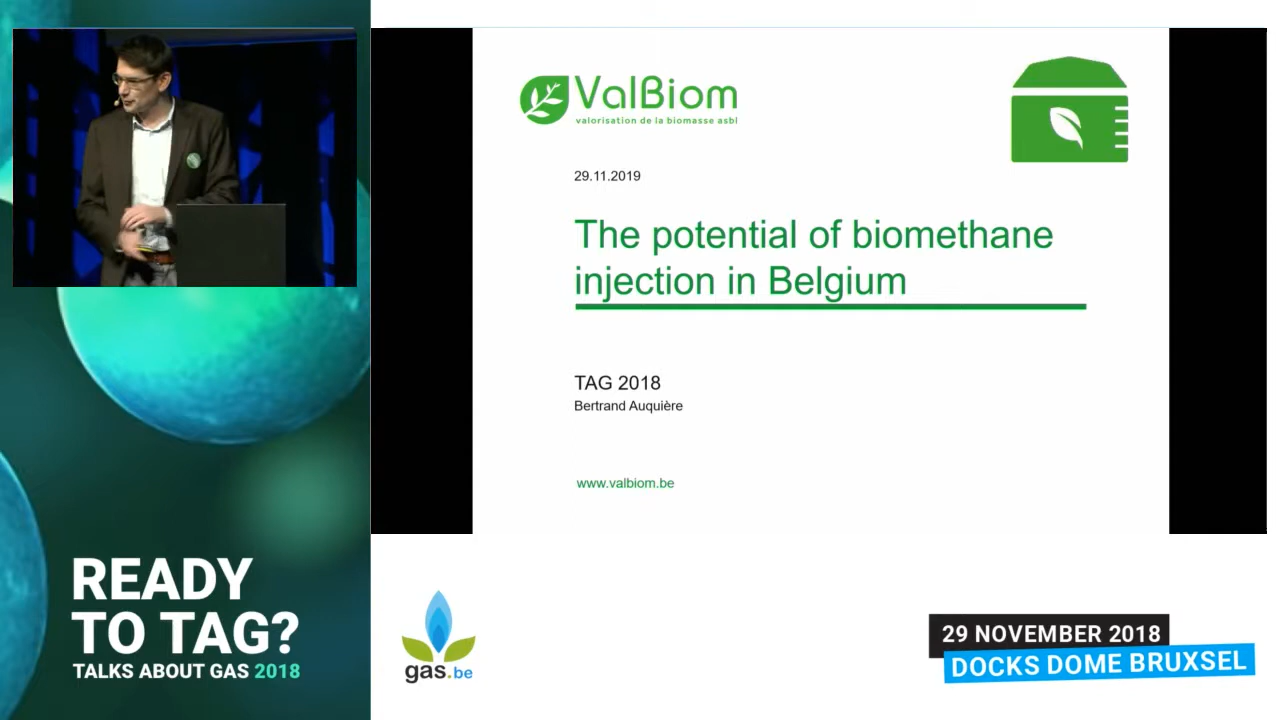 ValBiom
valorisation de la biomasse asbl
29.11.2019
The potential of biomethane
injection in Belgium
TAG 2018
Bertrand Auquière
www.valbiom.be
READY
TO TAG?
TALKS ABOUT GAS 2018
gas.be
29 NOVEMBER 2018
DOCKS DOME BRUXSEL